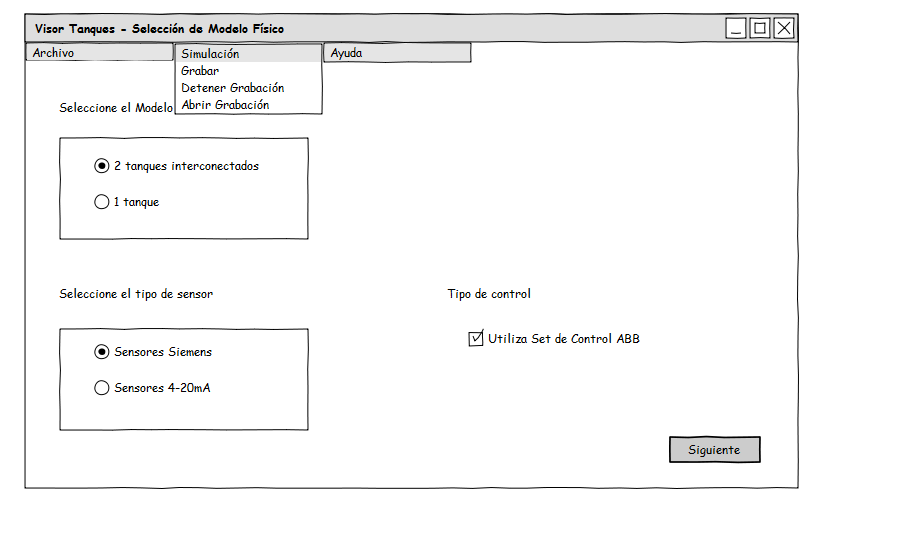 Visor Tanques - Selección de Modelo Físico
Archivo
Simulación
Ayuda
Grabar
Detener Grabación
Abrir Grabación
Seleccione el Modelo
2 tanques interconectados
1 tanque
Seleccione el tipo de sensor
Tipo de control
Sensores Siemens
Utiliza Set de Control ABB
Sensores 4-20mA
Siguiente